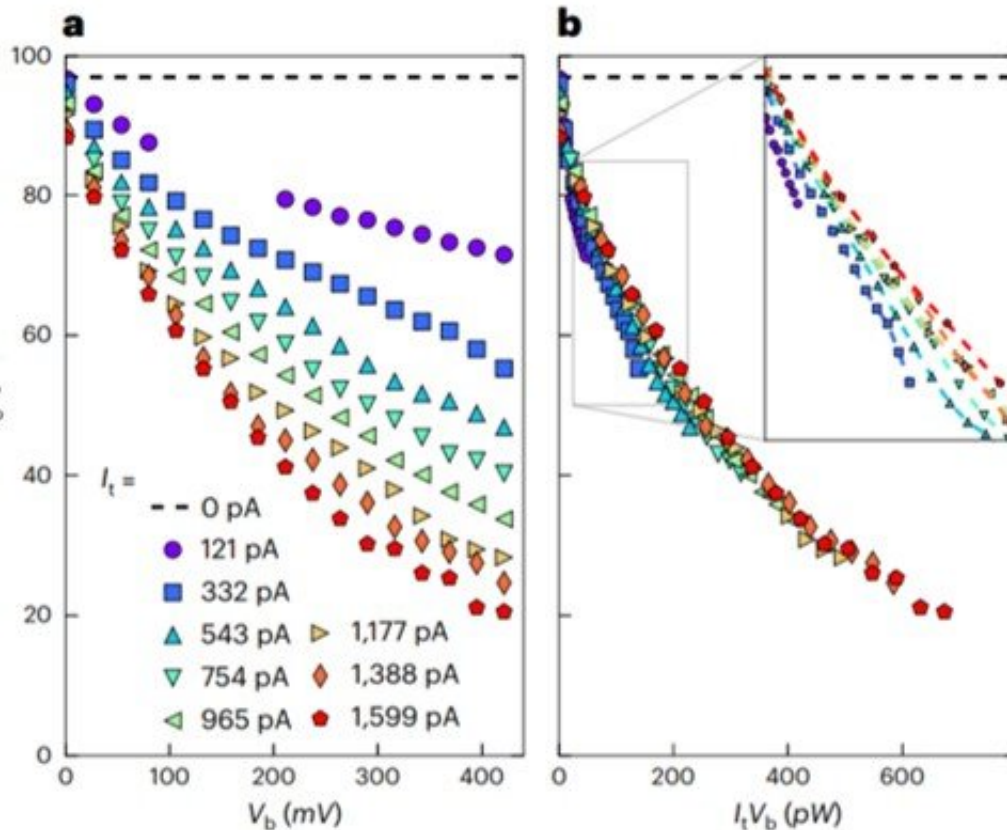 a
b
100
80
60
40
20
0
I_t =
0 pA
121 pA
332 pA
543 pA
754 pA
965 pA
1,177 pA
1,388 pA
1,599 pA
0 100 200 300 400
V_b (mV)
0 200 400 600
I_tV_b (pW)